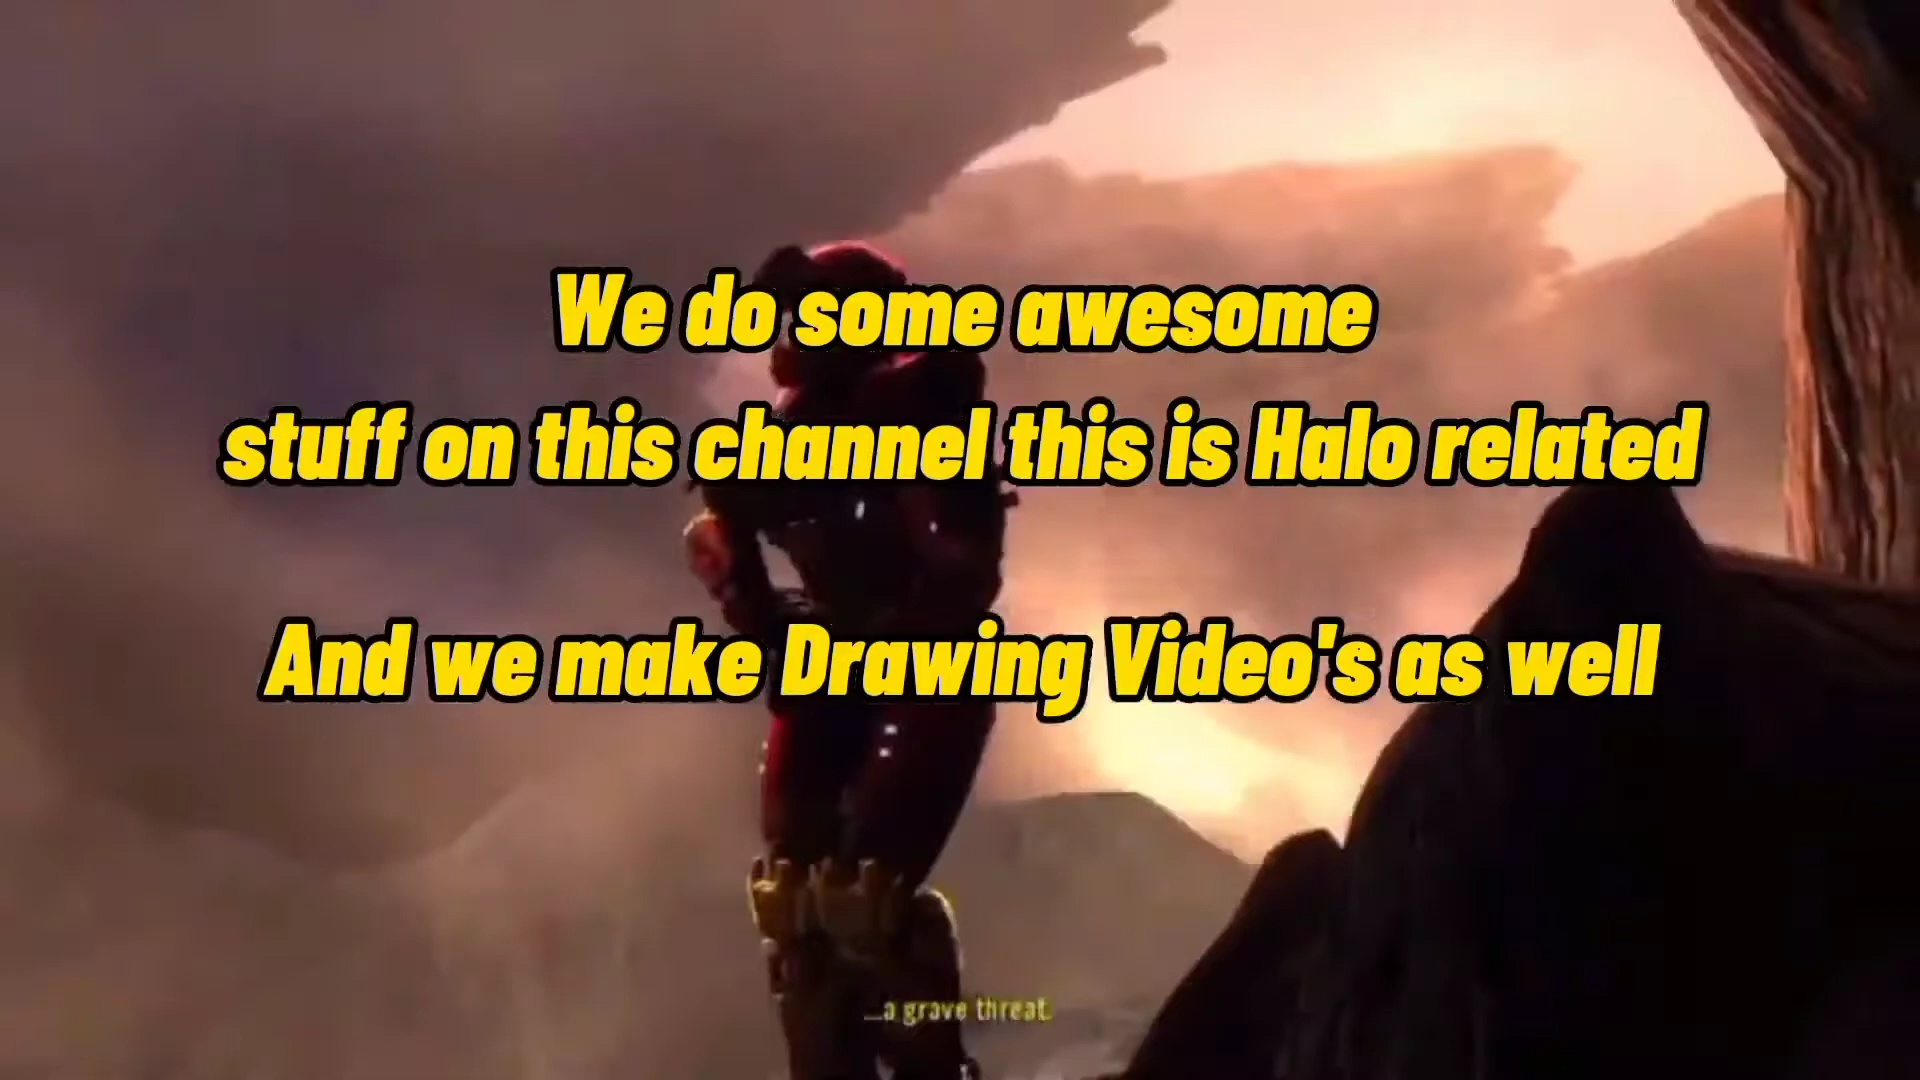 We do some awesome
stuff on this channel this is Halo related
And we make Drawing Video's as well
...a grave threat.